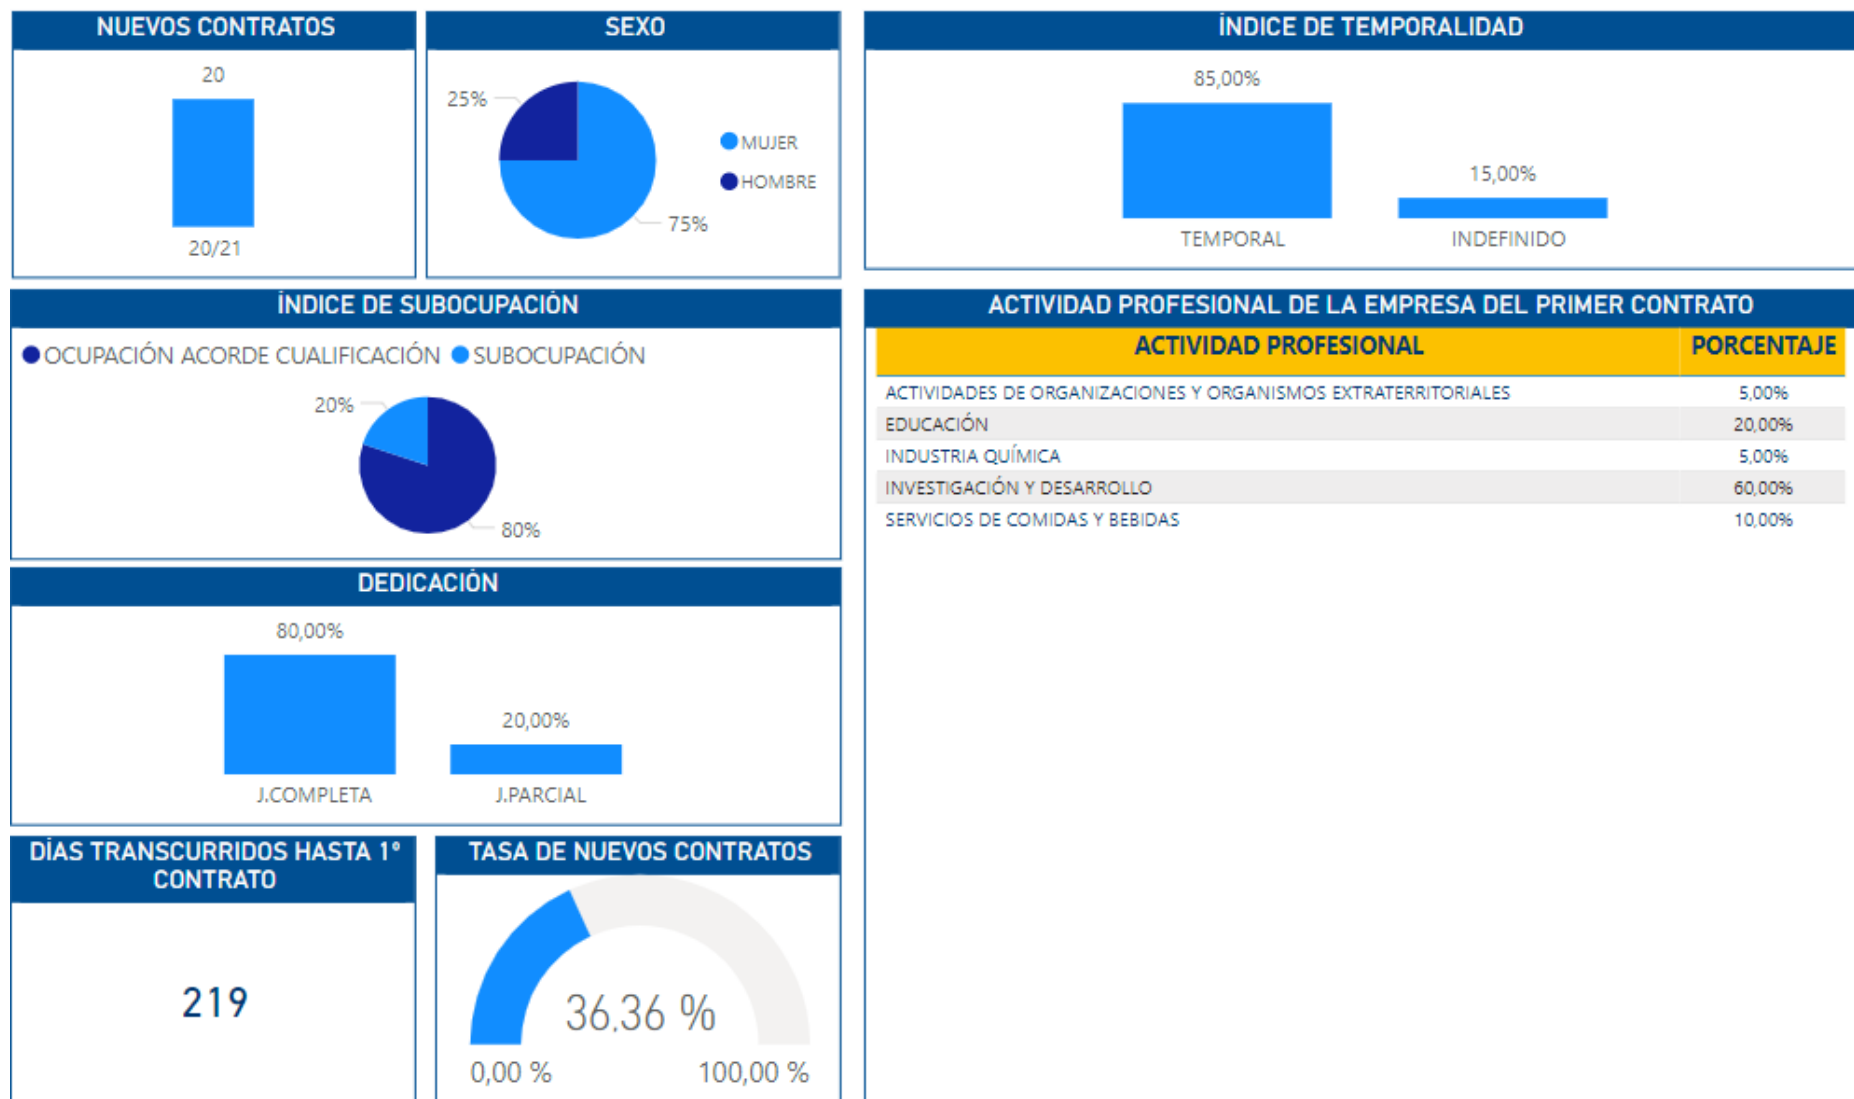 NUEVOS CONTRATOS
20
20/21
SEXO
25%
75%
MUJER
HOMBRE
ÍNDICE DE TEMPORALIDAD
85,00%
15,00%
TEMPORAL INDEFINIDO
ÍNDICE DE SUBOCUPACIÓN
OCUPACIÓN ACORDE CUALIFICACIÓN SUBOCUPACIÓN
20%
80%
ACTIVIDAD PROFESIONAL DE LA EMPRESA DEL PRIMER CONTRATO
ACTIVIDAD PROFESIONAL PORCENTAJE
ACTIVIDADES DE ORGANIZACIONES Y ORGANISMOS EXTRATERRITORIALES 5,00%
EDUCACIÓN 20,00%
INDUSTRIA QUÍMICA 5,00%
INVESTIGACIÓN Y DESARROLLO 60,00%
SERVICIOS DE COMIDAS Y BEBIDAS 10,00%
DEDICACIÓN
80,00%
20,00%
J.COMPLETA J.PARCIAL
DÍAS TRANSCURRIDOS HASTA 1º
CONTRATO
219
TASA DE NUEVOS CONTRATOS
36,36 %
0,00 % 100,00 %